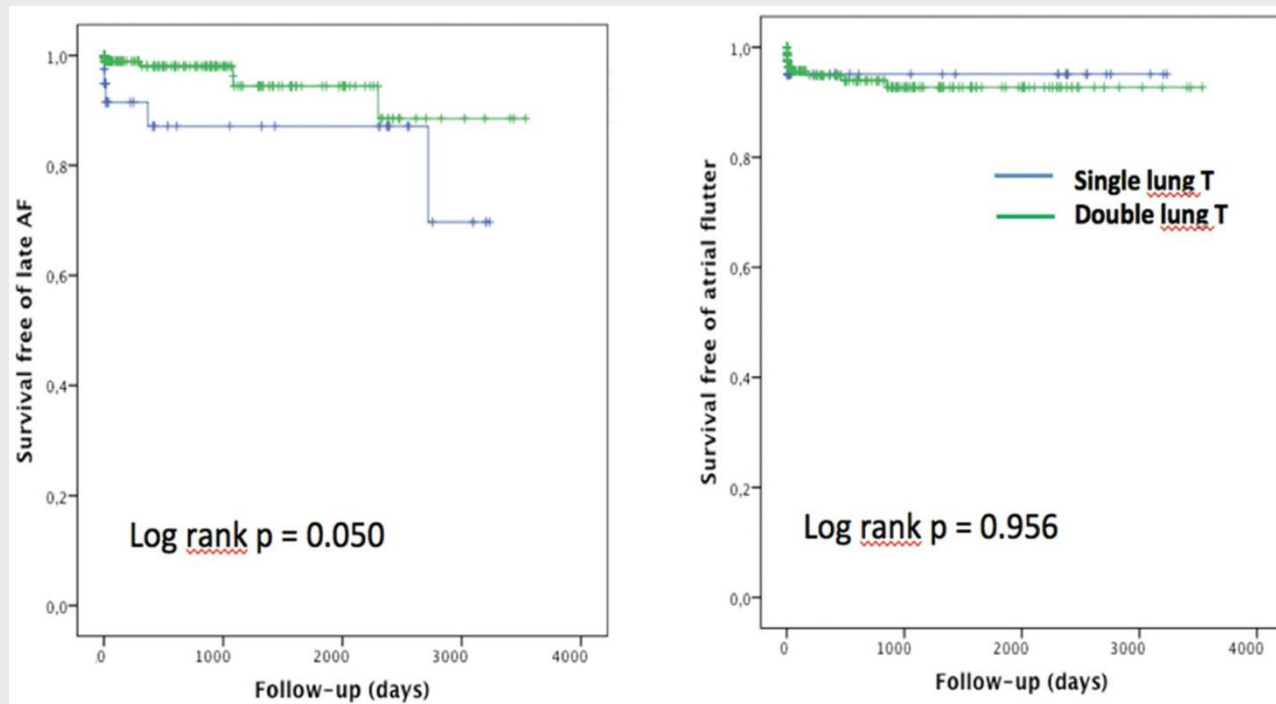 Survival free of late AF
1,0
0,8
0,6
0,4
0,2
0,0
Log rank p = 0.050
,0 1000 2000 3000 4000
Follow-up (days)
Survival free of atrial flutter
1,0
0,8
0,6
0,4
0,2
0,0
Single lung T
Double lung T
Log rank p = 0.956
0 1000 2000 3000 4000
Follow-up (days)